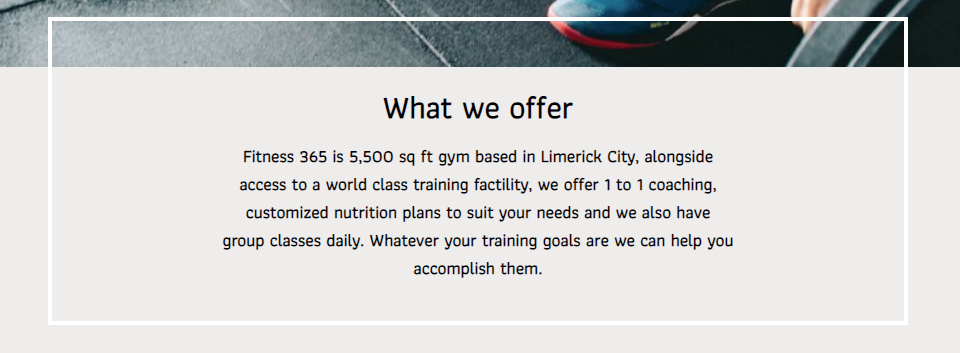 What we offer
Fitness 365 is 5,500 sq ft gym based in Limerick City, alongside
access to a world class training factility, we offer 1 to 1 coaching,
customized nutrition plans to suit your needs and we also have
group classes daily. Whatever your training goals are we can help you
accomplish them.